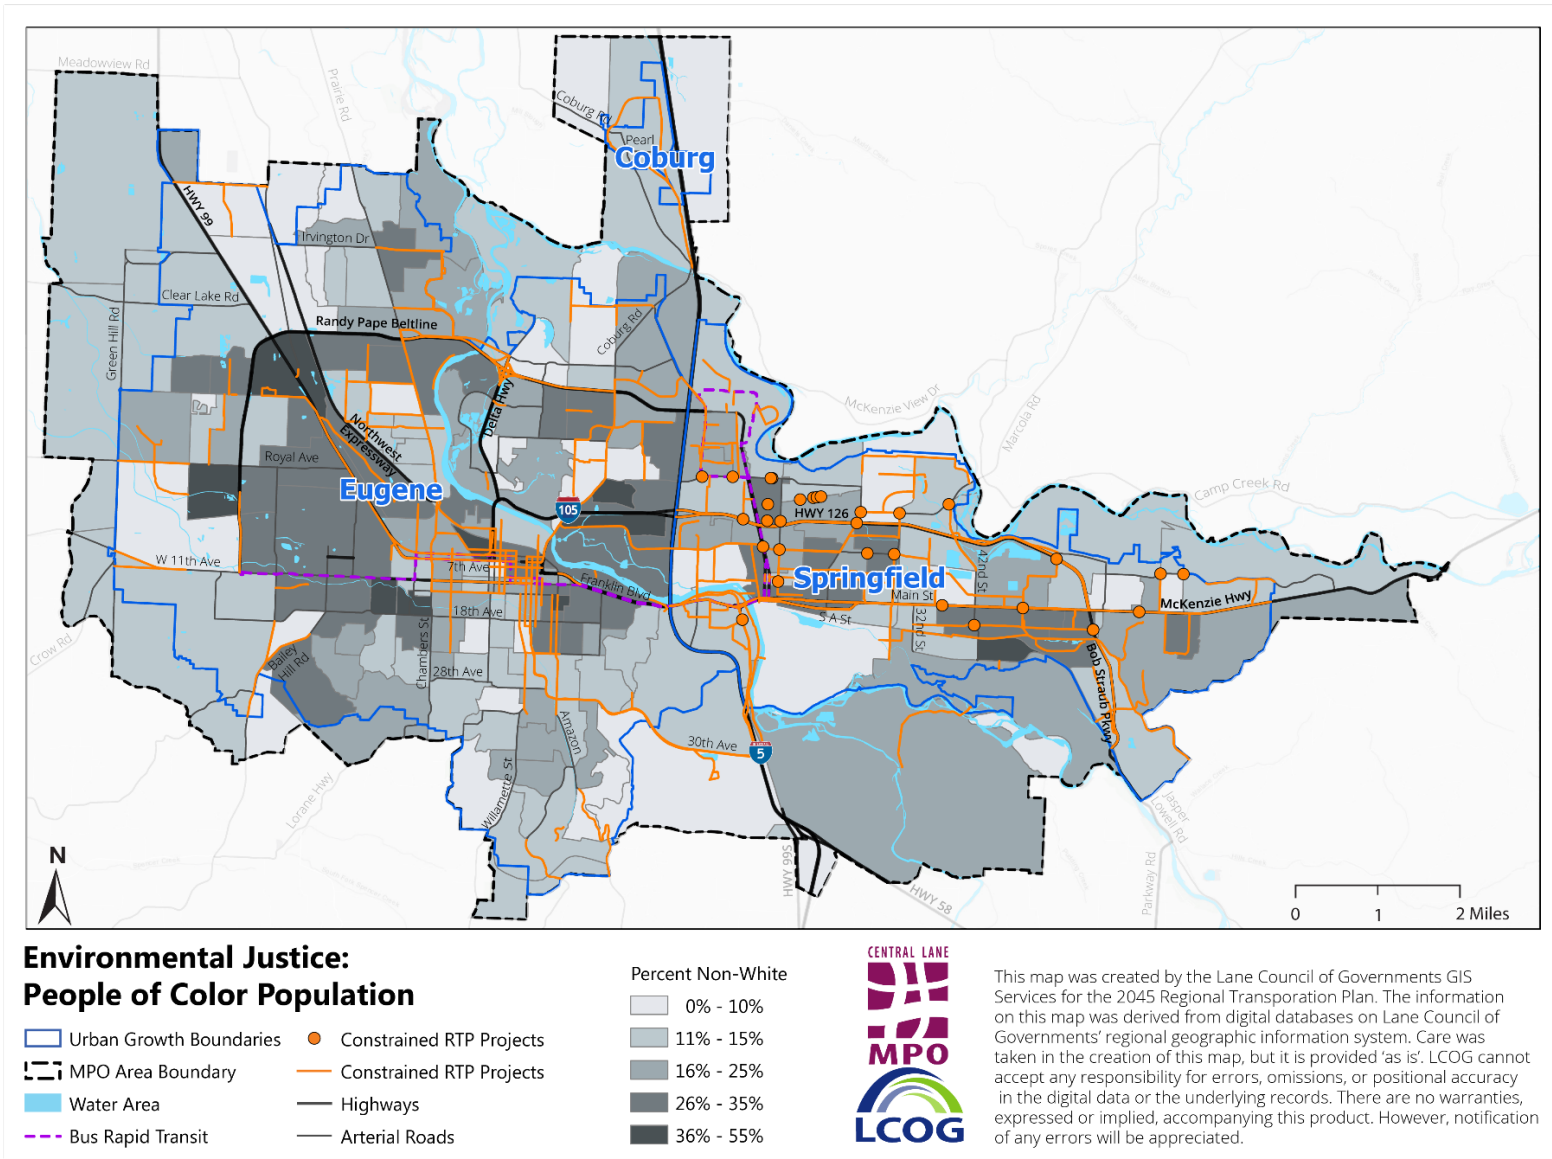 Meadowview Rd
Prairie Rd
Coburg Rd
Pearl
Coburg
HWY 99
Irvington Dr
Clear Lake Rd
Green Hill Rd
Randy Pape Beltline
Coburg Rd
Delta Hwy
McKenzie View Dr
Marcola Rd
Northwest
Expressway
Royal Ave
Eugene
105
HWY 126
Camp Creek Rd
W 11th Ave
7th Ave
Franklin Blvd
Springfield
42nd St
Main St
McKenzie Hwy
18th Ave
S A St
32nd St
Crow Rd
Bailey
Hill Rd
Chambers St
28th Ave
Bob Straub Pkwy
Amazon
30th Ave
5
Willamette St
Lorane Hwy
Jasper
Lowell Rd
HWY 99S
HWY 58
Parkway Rd
N
0 1 2 Miles
Environmental Justice:
People of Color Population
Urban Growth Boundaries
MPO Area Boundary
Water Area
Bus Rapid Transit
Constrained RTP Projects
Constrained RTP Projects
Highways
Arterial Roads
Percent Non-White
0% - 10%
11% - 15%
16% - 25%
26% - 35%
36% - 55%
CENTRAL LANE
MPO
LCOG
This map was created by the Lane Council of Governments GIS
Services for the 2045 Regional Transporation Plan. The information
on this map was derived from digital databases on Lane Council of
Governments' regional geographic information system. Care was
taken in the creation of this map, but it is provided 'as is'. LCOG cannot
accept any responsibility for errors, omissions, or positional accuracy
in the digital data or the underlying records. There are no warranties,
expressed or implied, accompanying this product. However, notification
of any errors will be appreciated.